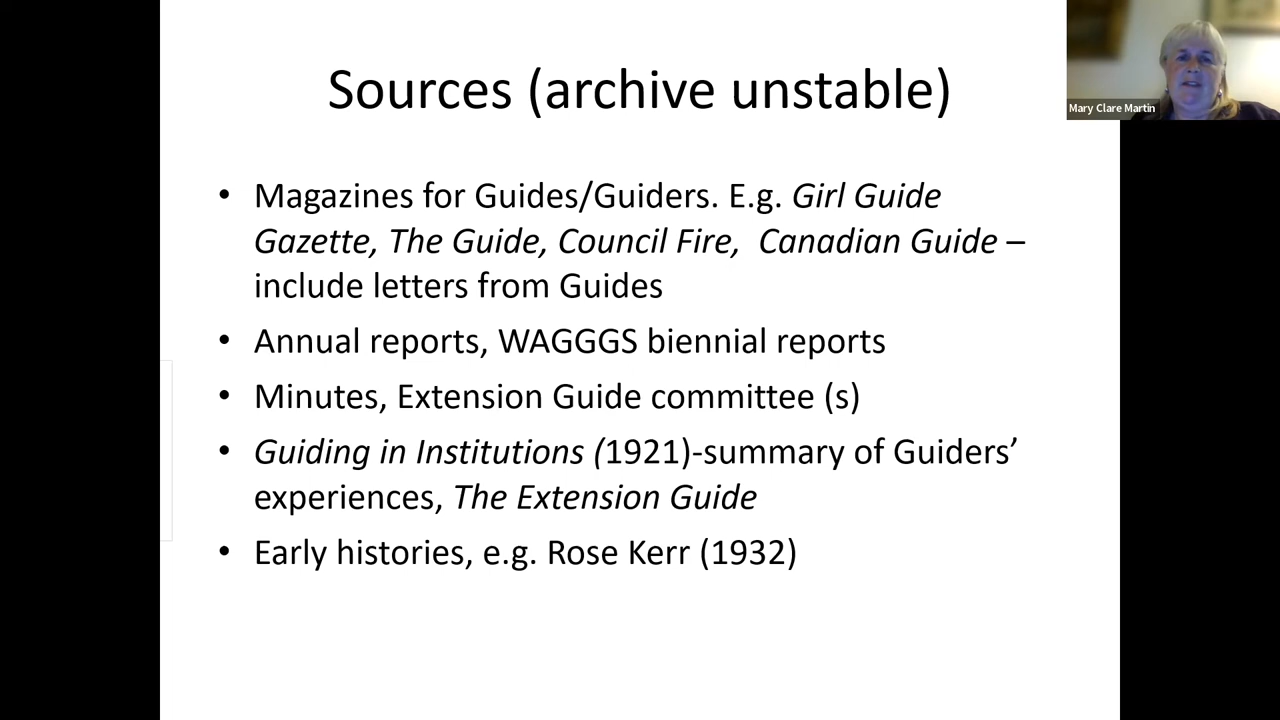 Sources (archive unstable)
Mary Clare Martin
• Magazines for Guides/Guiders. E.g. Girl Guide
Gazette, The Guide, Council Fire,  Canadian Guide –
include letters from Guides
• Annual reports, WAGGGS biennial reports
• Minutes, Extension Guide committee (s)
• Guiding in Institutions (1921)-summary of Guiders’
experiences, The Extension Guide
• Early histories, e.g. Rose Kerr (1932)